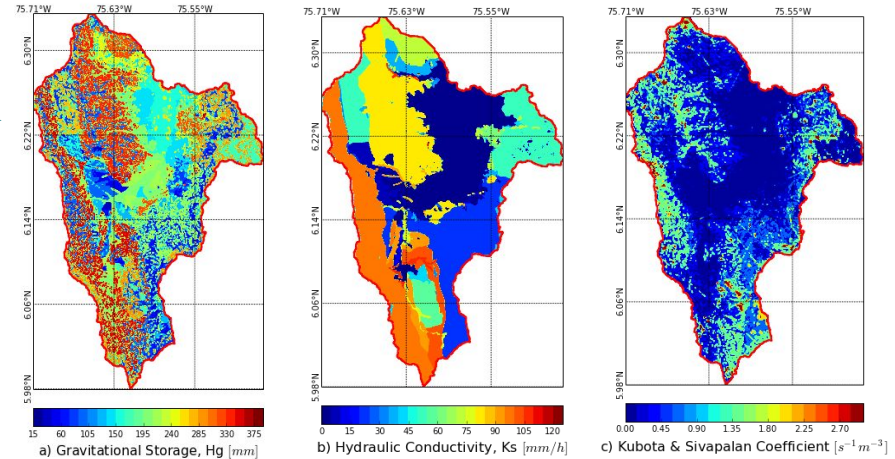 75.71°W 75.63°W 75.55°W
6.30°N
6.22°N
6.14°N
6.06°N
5.98°N
15 60 105 150 195 240 285 330 375
a) Gravitational Storage, Hg [mm]
75.71°W 75.63°W 75.55°W
6.30°N
6.22°N
6.14°N
6.06°N
5.98°N
0 15 30 45 60 75 90 105 120
b) Hydraulic Conductivity, Ks [mm/h]
75.71°W 75.63°W 75.55°W
6.30°N
6.22°N
6.14°N
6.06°N
5.98°N
0.00 0.45 0.90 1.35 1.80 2.25 2.70
c) Kubota & Sivapalan Coefficient [s⁻¹m⁻³]